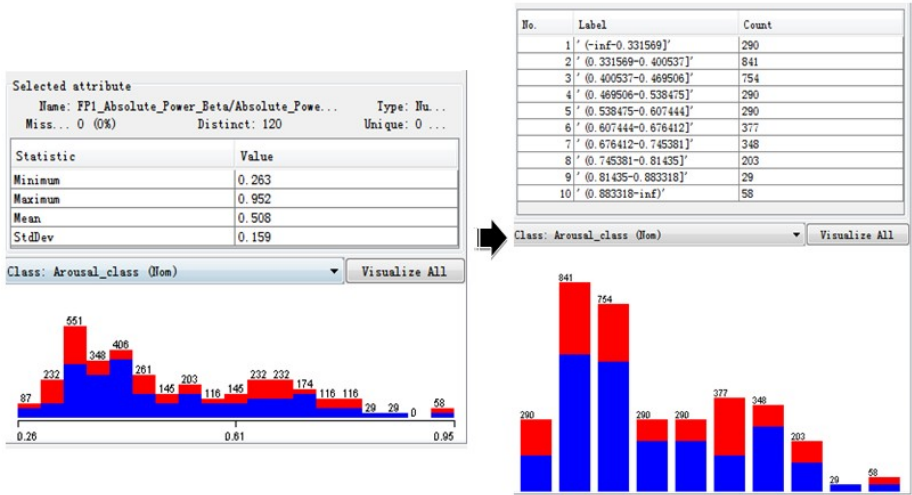 Selected attribute
Name: FP1_Absolute_Power_Beta/Absolute_Powe... Type: Nu...
Miss... 0 (0%) Distinct: 120 Unique: 0 ...
Statistic Value
Minimum 0.263
Maximum 0.952
Mean 0.508
StdDev 0.159
Class: Arousal_class (Nom) Visualize All
87 232 551 348 406 261 145 203 116 145 232 232 174 116 116 29 29 0 58
0.26 0.61 0.95
No. Label Count
1 '(-inf-0.331569]' 290
2 '(0.331569-0.400537]' 841
3 '(0.400537-0.469506]' 754
4 '(0.469506-0.538475]' 290
5 '(0.538475-0.607444]' 290
6 '(0.607444-0.676412]' 377
7 '(0.676412-0.745381]' 348
8 '(0.745381-0.81435]' 203
9 '(0.81435-0.883318]' 29
10 '(0.883318-inf)' 58
Class: Arousal_class (Nom) Visualize All
290 841 754 290 290 377 348 203 29 58